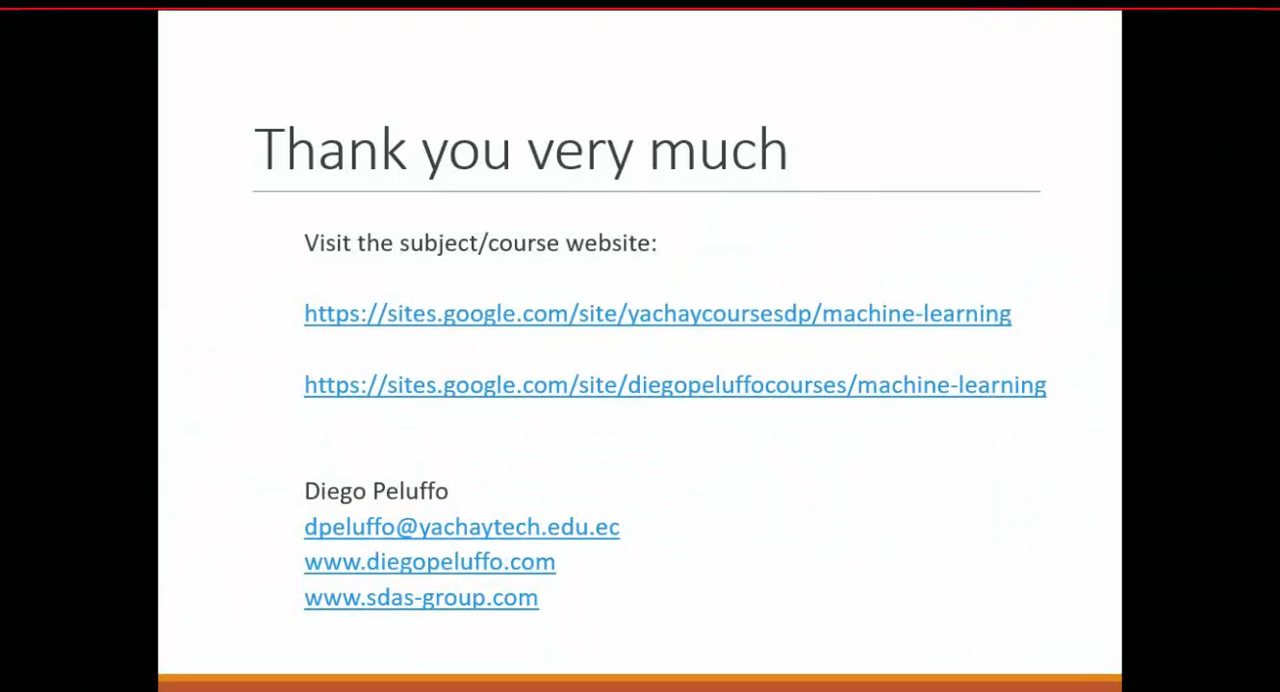 Thank you very much
Visit the subject/course website:
https://sites.google.com/site/yachaycoursesdp/machine-learning
https://sites.google.com/site/diegopeluffocourses/machine-learning
Diego Peluffo
dpeluffo@yachaytech.edu.ec
www.diegopeluffo.com
www.sdas-group.com